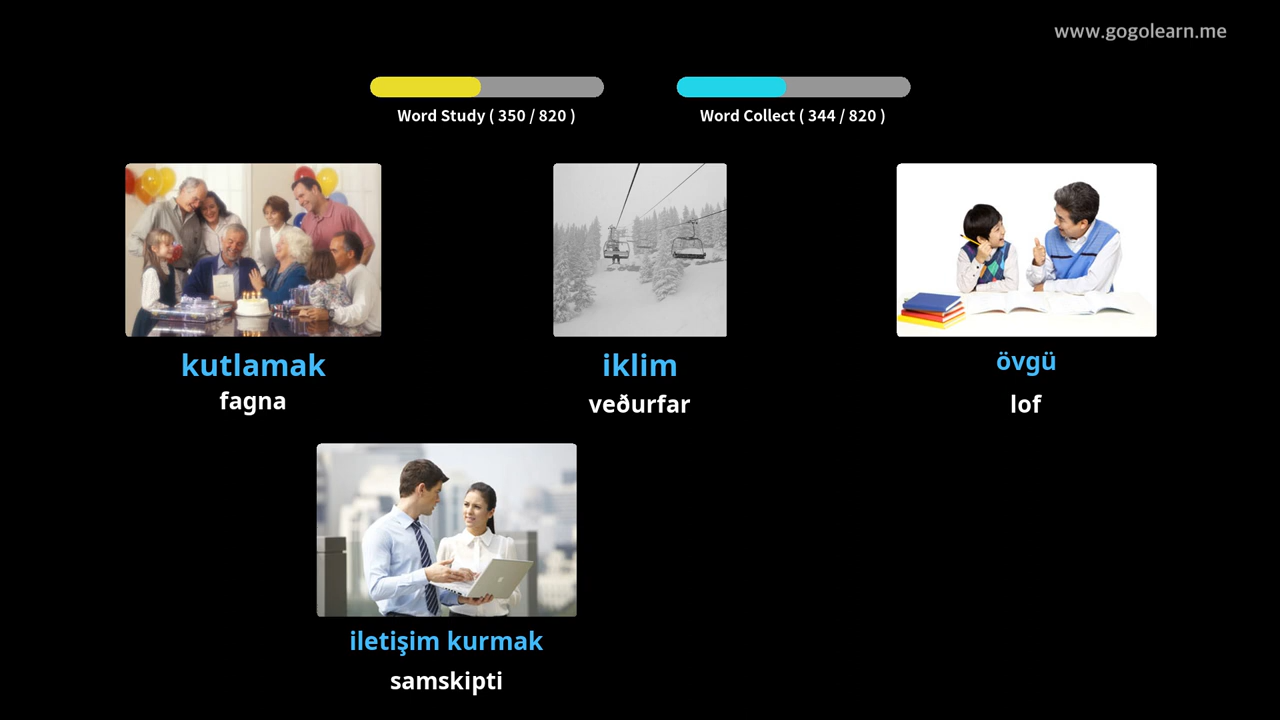 www.gogolearn.me
Word Study ( 350 / 820 )
Word Collect ( 344 / 820 )
kutlamak
fagna
iklim
veðurfar
övgü
lof
iletişim kurmak
samskipti